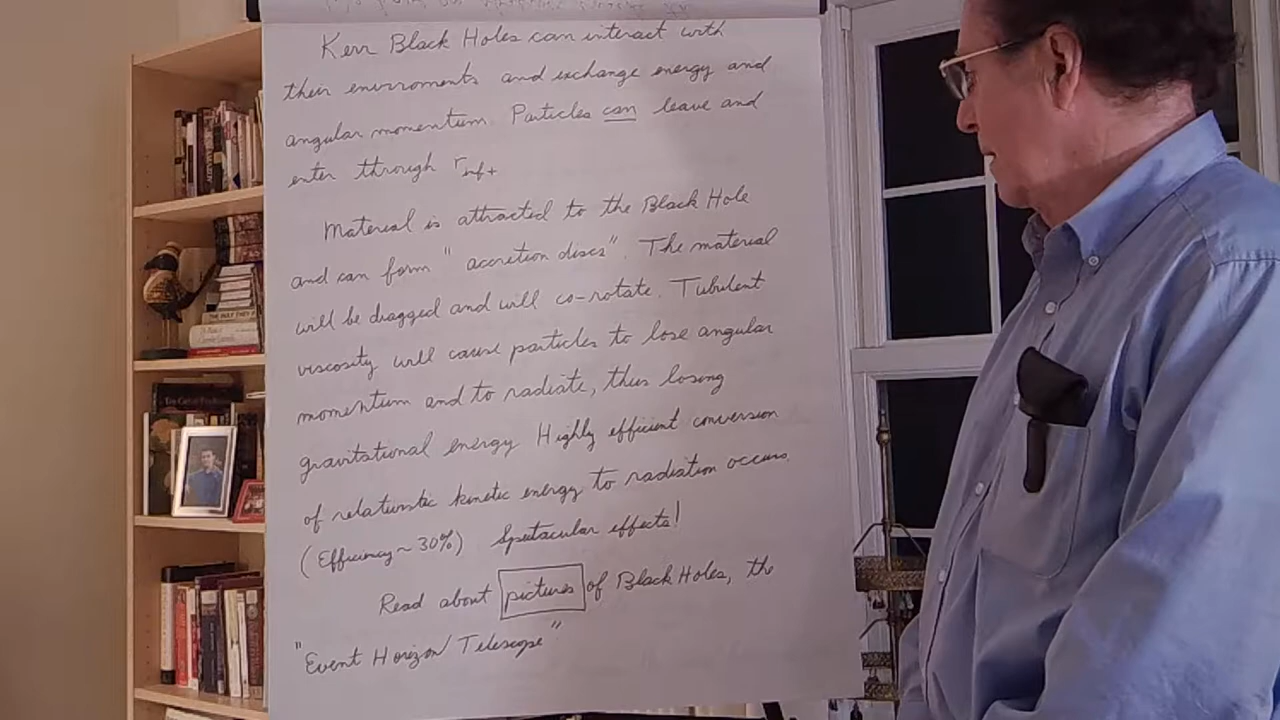 Kerr Black Holes can interact with
their enviroments and exchange energy and
angular momentum. Particles can leave and
enter through r inf+
Material is attracted to the Black Hole
and can form "accretion discs". The material
will be dragged and will co-rotate. Tubulent
viscosity will cause particles to lose angular
momentum and to radiate, thus losing
gravitational energy. Highly efficient conversion
of relativistic kinetic energy to radiation occurs.
(Efficiency ~ 30%) Spectacular effects!
Read about pictures of Black Holes, the
"Event Horizon Telescope"